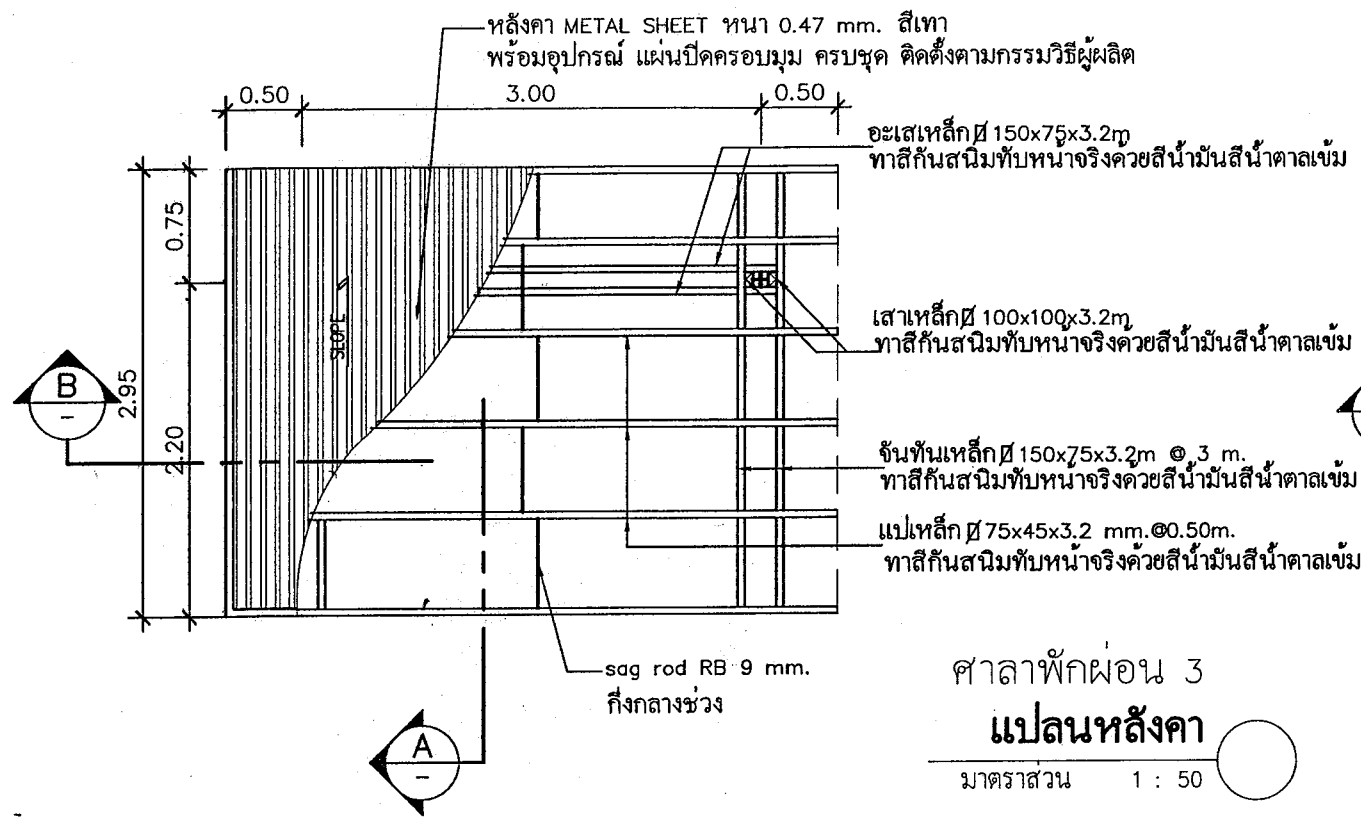 หลังคา METAL SHEET หนา 0.47 mm. สีเทา
พร้อมอุปกรณ์ แผ่นปิดครอบมุม ครบชุด ติดตั้งตามกรรมวิธีผู้ผลิต
0.50
3.00
0.50
อะเสเหล็ก 150x75x3.2m
ทาสีกันสนิมทับหน้าจริงด้วยสีน้ำมันสีน้ำตาลเข้ม
0.75
SLOPE
เสาเหล็ก 100x100x3.2m
ทาสีกันสนิมทับหน้าจริงด้วยสีน้ำมันสีน้ำตาลเข้ม
B
-
2.95
2.20
จันทันเหล็ก 150x75x3.2m @ 3 m.
ทาสีกันสนิมทับหน้าจริงด้วยสีน้ำมันสีน้ำตาลเข้ม
แปเหล็ก 75x45x3.2 mm.@0.50m.
ทาสีกันสนิมทับหน้าจริงด้วยสีน้ำมันสีน้ำตาลเข้ม
sag rod RB 9 mm.
กึ่งกลางช่วง
A
-
ศาลาพักผ่อน 3
แปลนหลังคา
มาตราส่วน 1 : 50